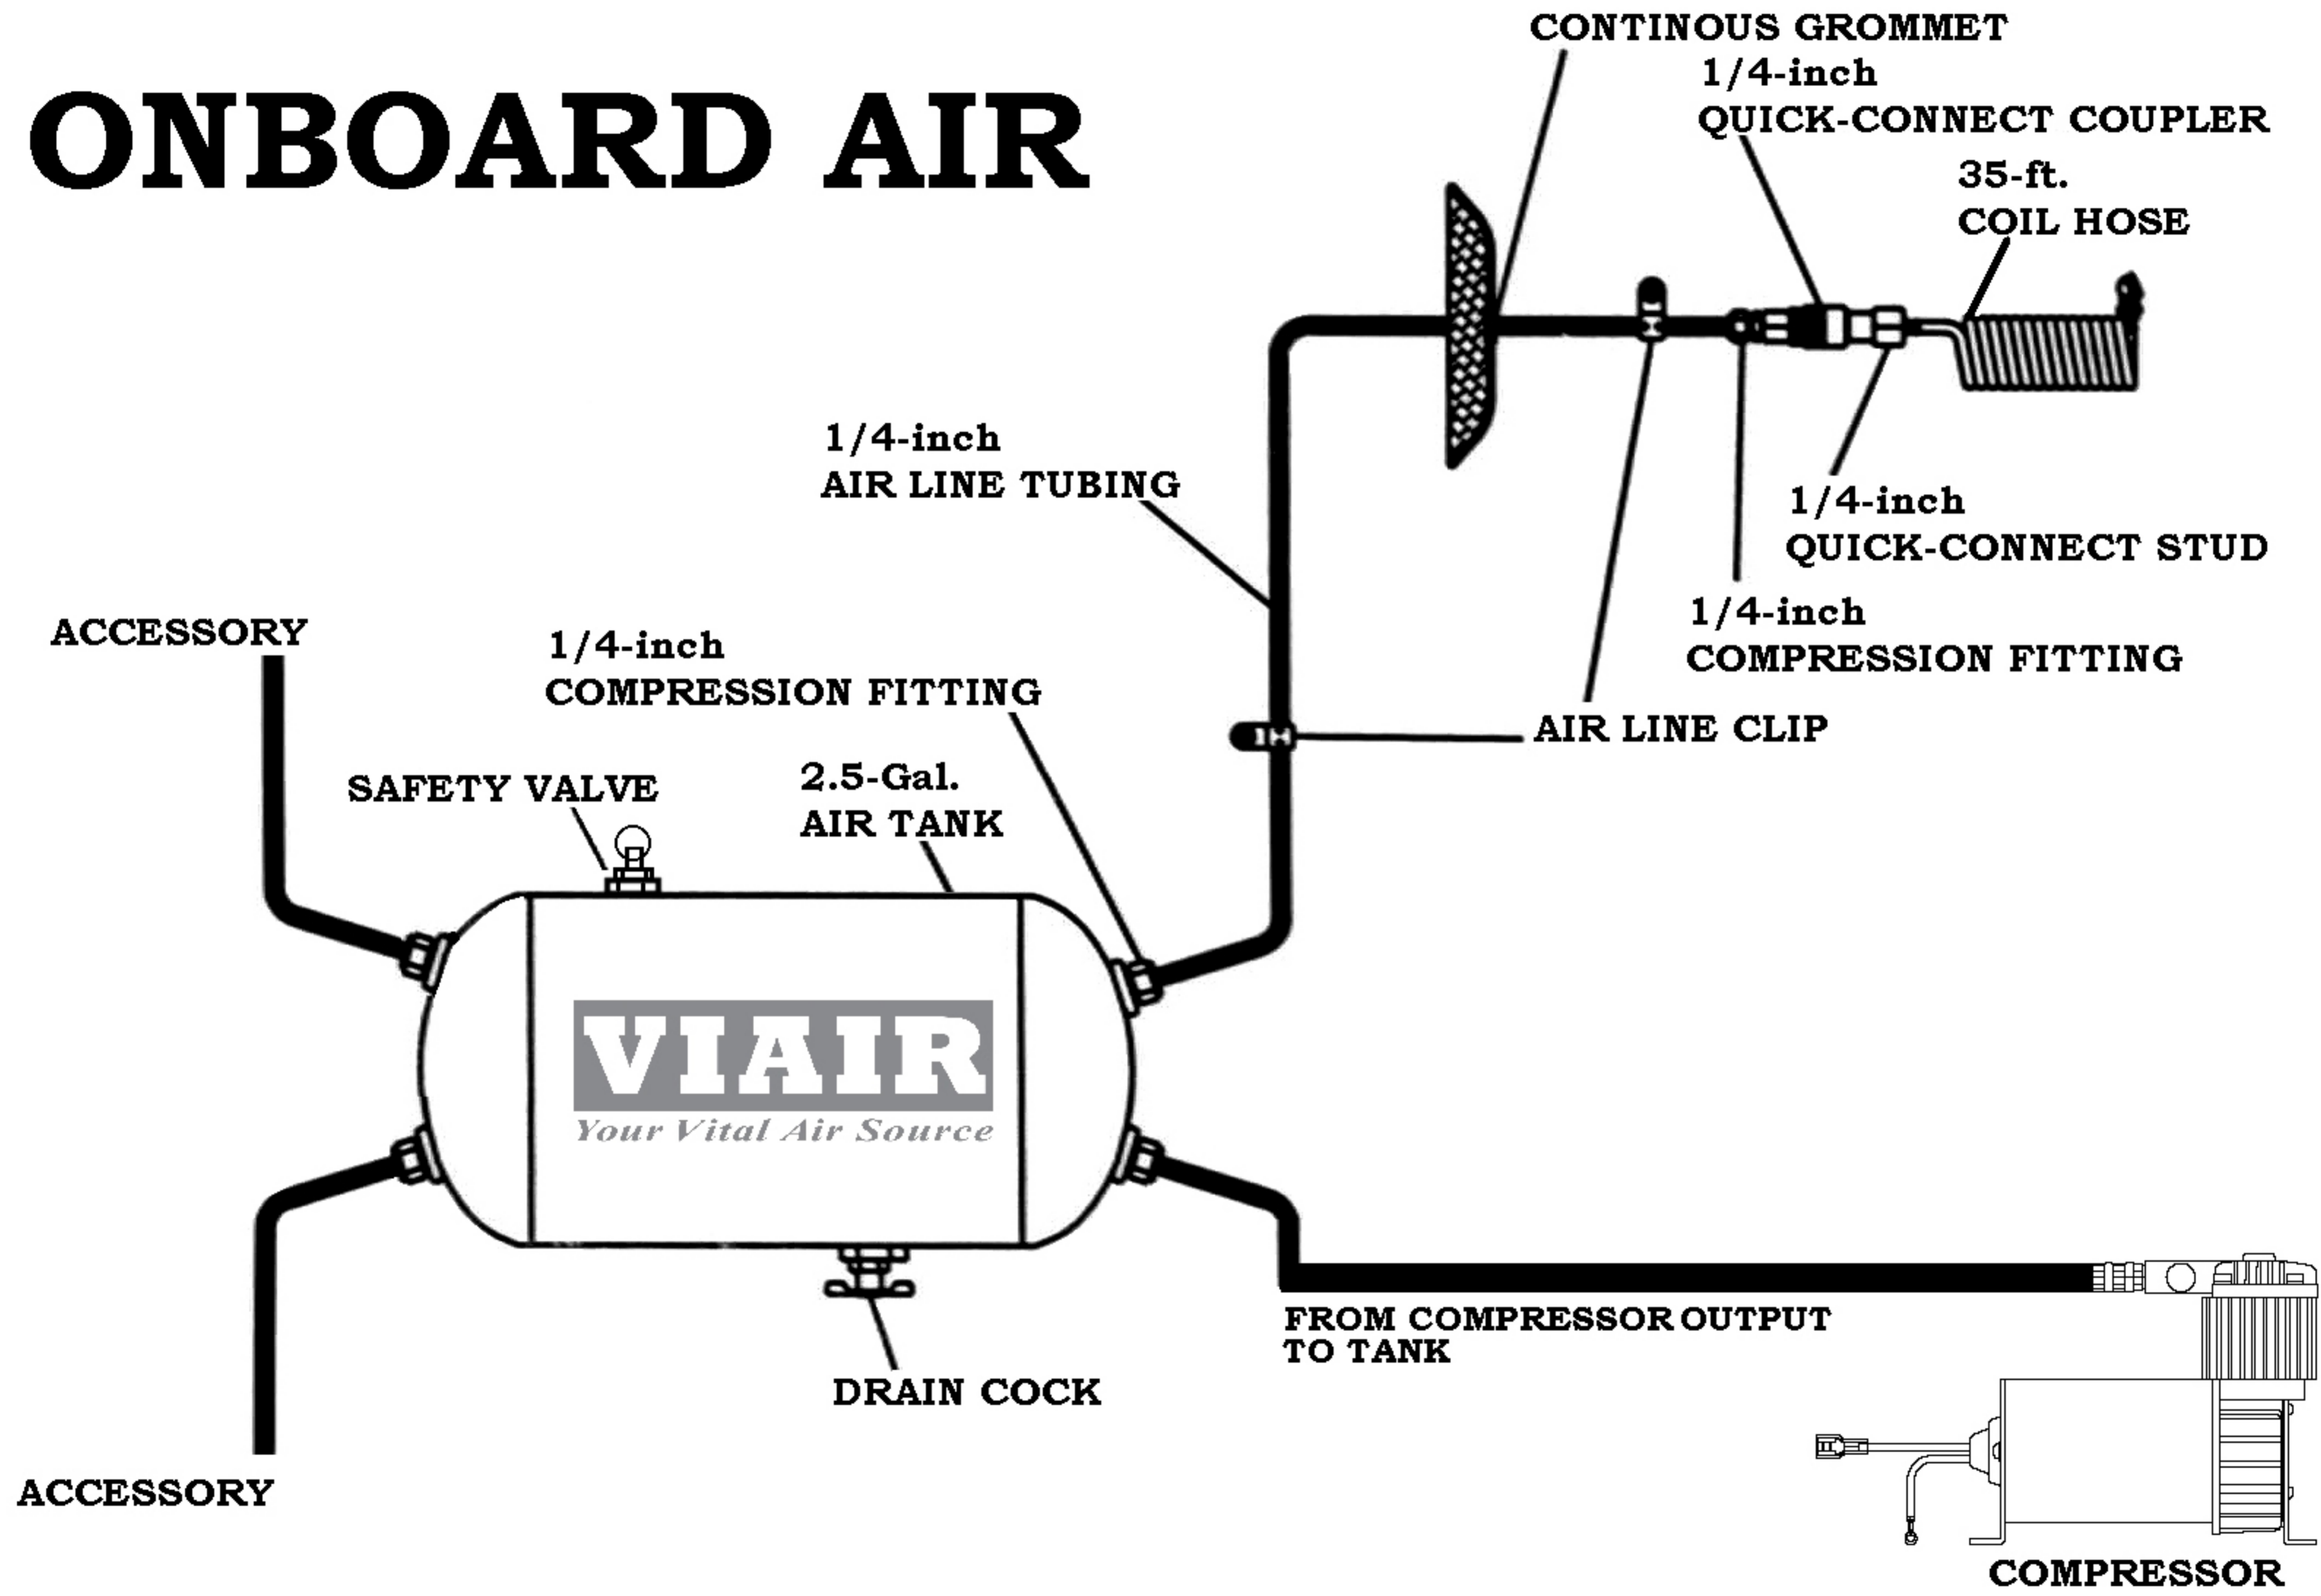 ONBOARD AIR
CONTINOUS GROMMET
1/4-inch
QUICK-CONNECT COUPLER
35-ft.
COIL HOSE
1/4-inch
AIR LINE TUBING
1/4-inch
QUICK-CONNECT STUD
1/4-inch
COMPRESSION FITTING
AIR LINE CLIP
ACCESSORY
1/4-inch
COMPRESSION FITTING
SAFETY VALVE
2.5-Gal.
AIR TANK
VIAIR
Your Vital Air Source
DRAIN COCK
FROM COMPRESSOR OUTPUT
TO TANK
ACCESSORY
COMPRESSOR